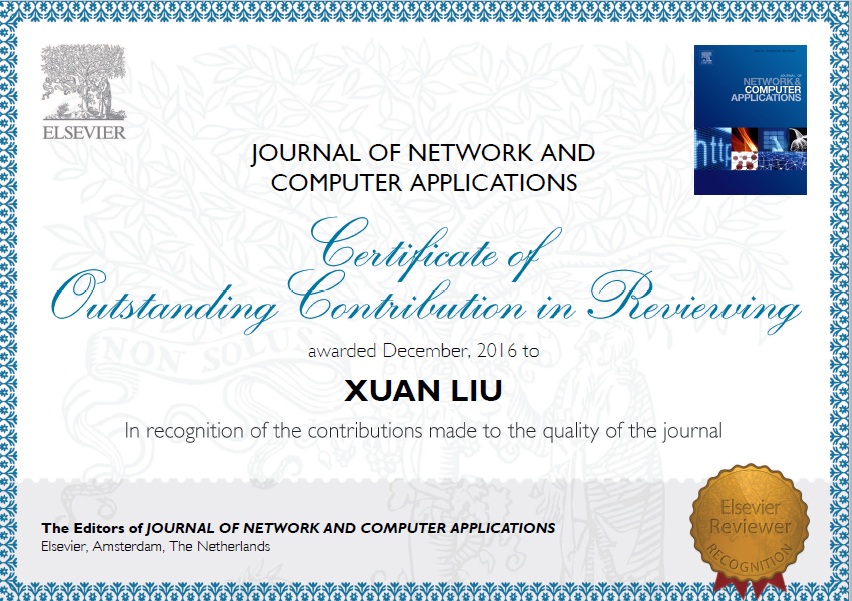 ELSEVIER
JOURNAL OF
NETWORK &
COMPUTER
APPLICATIONS
http
JOURNAL OF NETWORK AND
COMPUTER APPLICATIONS
Certificate of
Outstanding Contribution in Reviewing
NON SOLUS
awarded December, 2016 to
XUAN LIU
In recognition of the contributions made to the quality of the journal
The Editors of JOURNAL OF NETWORK AND COMPUTER APPLICATIONS
Elsevier, Amsterdam, The Netherlands
Elsevier
Reviewer
RECOGNITION